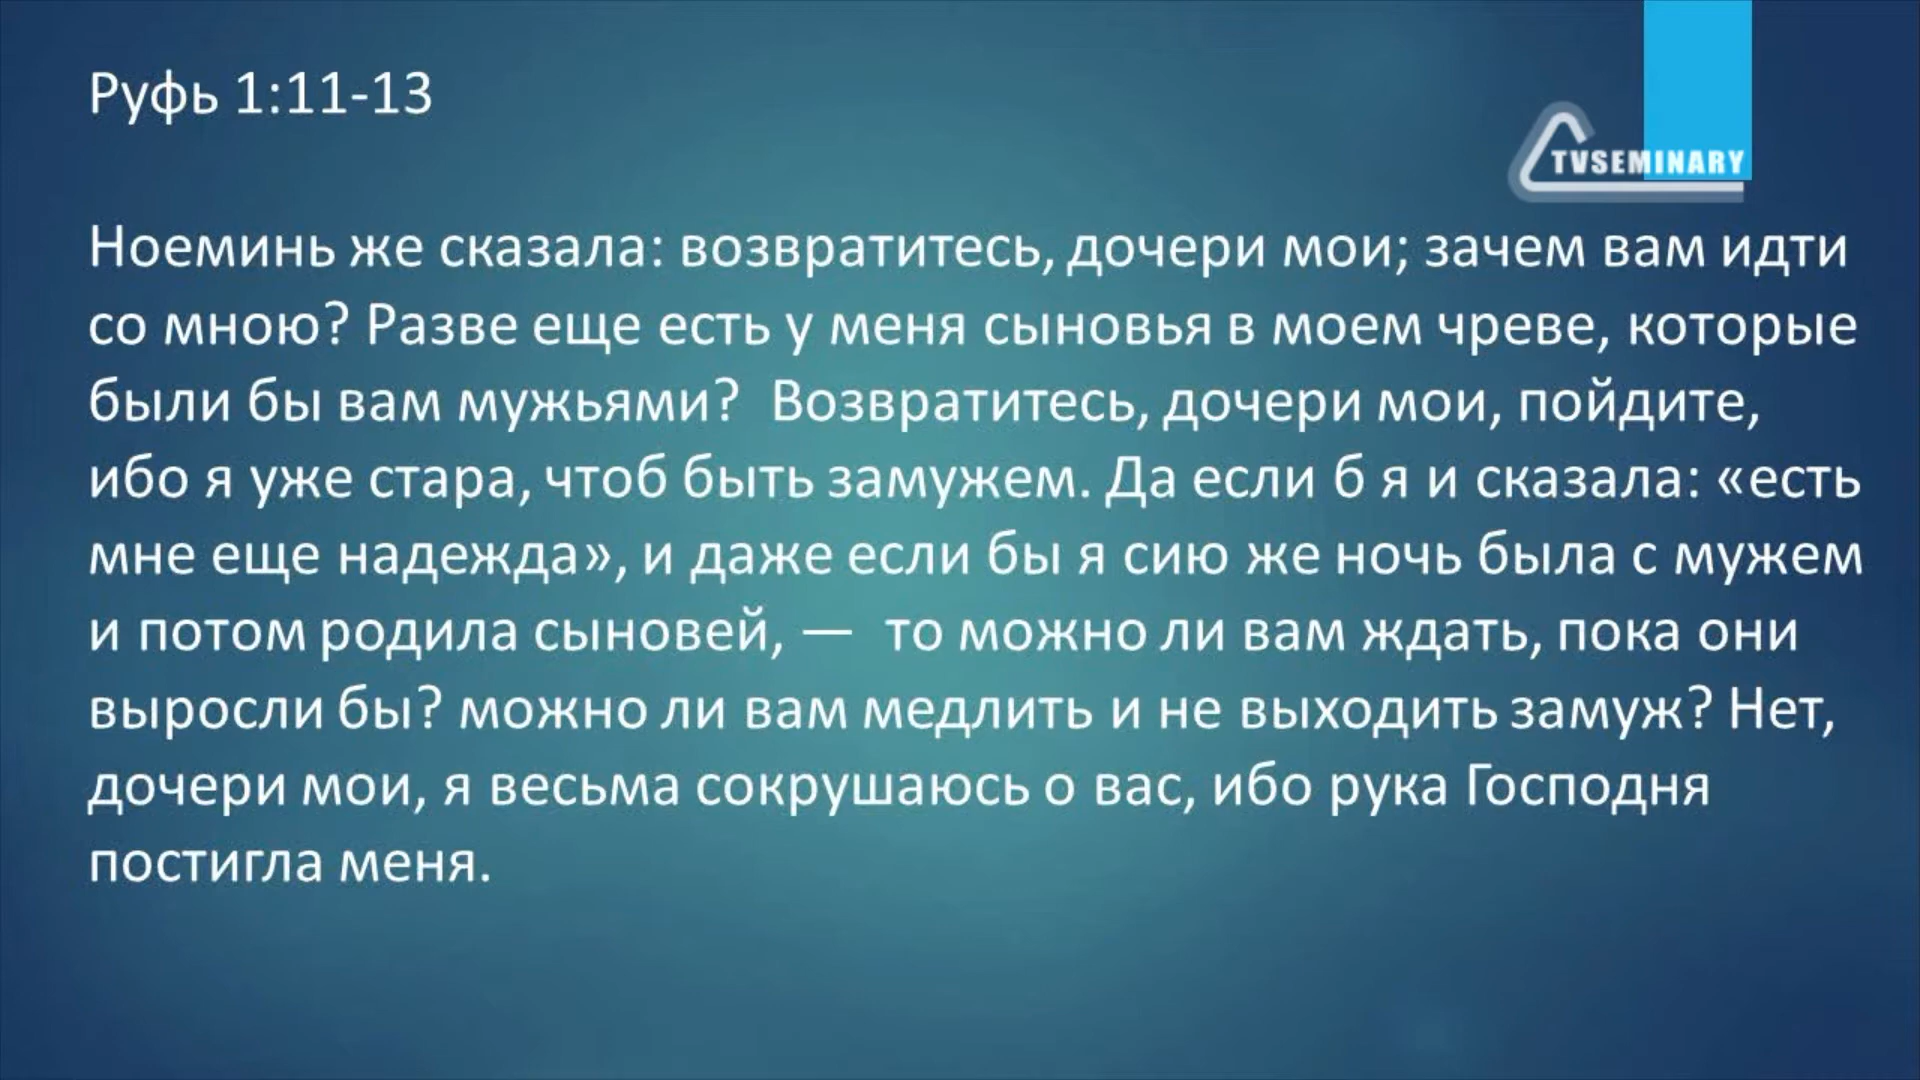 Руфь 1:11-13
TVSEMINARY
Ноеминь же сказала: возвратитесь, дочери мои; зачем вам идти
со мною? Разве еще есть у меня сыновья в моем чреве, которые
были бы вам мужьями?  Возвратитесь, дочери мои, пойдите,
ибо я уже стара, чтоб быть замужем. Да если б я и сказала: «есть
мне еще надежда», и даже если бы я сию же ночь была с мужем
и потом родила сыновей, —  то можно ли вам ждать, пока они
выросли бы? можно ли вам медлить и не выходить замуж? Нет,
дочери мои, я весьма сокрушаюсь о вас, ибо рука Господня
постигла меня.